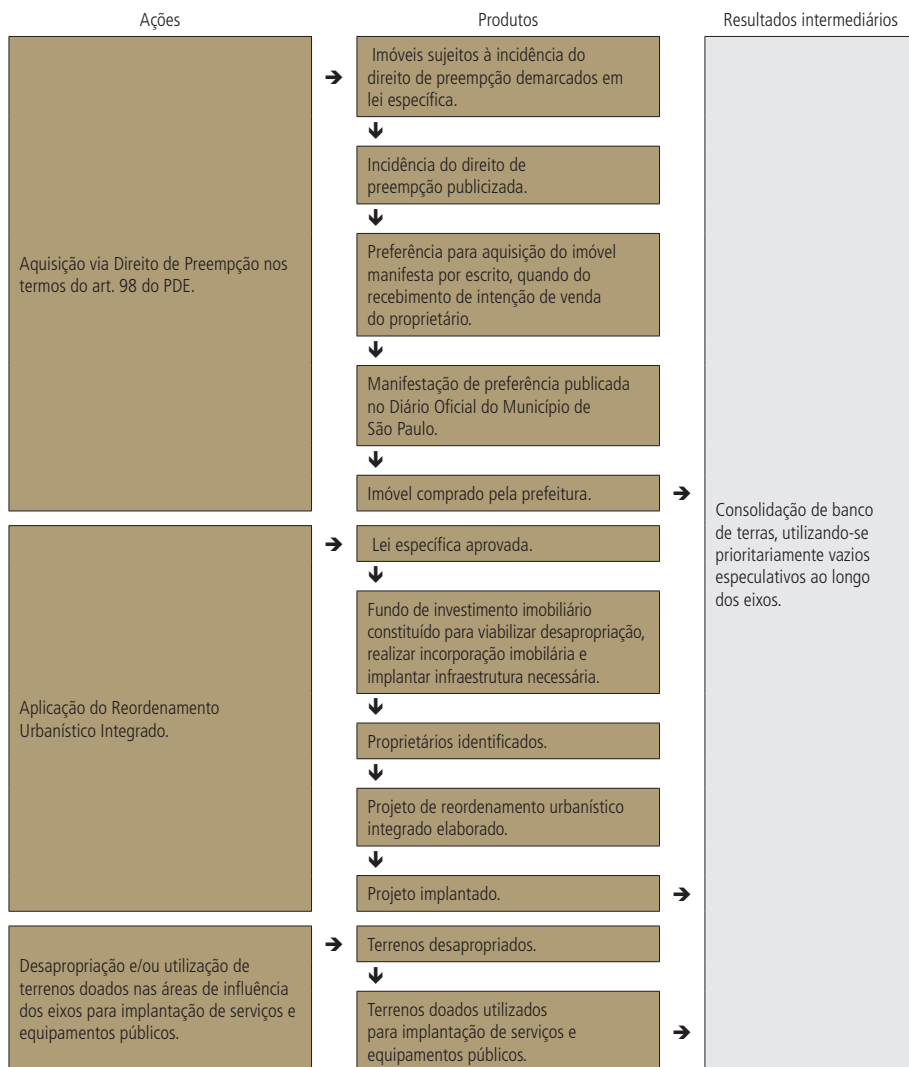 Ações
Produtos
Resultados intermediários
Aquisição via Direito de Preempção nos
termos do art. 98 do PDE.
Imóveis sujeitos à incidência do
direito de preempção demarcados em
lei específica.
Incidência do direito de
preempção publicizada.
Preferência para aquisição do imóvel
manifesta por escrito, quando do
recebimento de intenção de venda
do proprietário.
Manifestação de preferência publicada
no Diário Oficial do Município de
São Paulo.
Imóvel comprado pela prefeitura.
Aplicação do Reordenamento
Urbanístico Integrado.
Lei específica aprovada.
Fundo de investimento imobiliário
constituído para viabilizar desapropriação,
realizar incorporação imobiliária e
implantar infraestrutura necessária.
Proprietários identificados.
Projeto de reordenamento urbanístico
integrado elaborado.
Projeto implantado.
Desapropriação e/ou utilização de
terrenos doados nas áreas de influência
dos eixos para implantação de serviços e
equipamentos públicos.
Terrenos desapropriados.
Terrenos doados utilizados
para implantação de serviços e
equipamentos públicos.
Consolidação de banco
de terras, utilizando-se
prioritariamente vazios
especulativos ao longo
dos eixos.